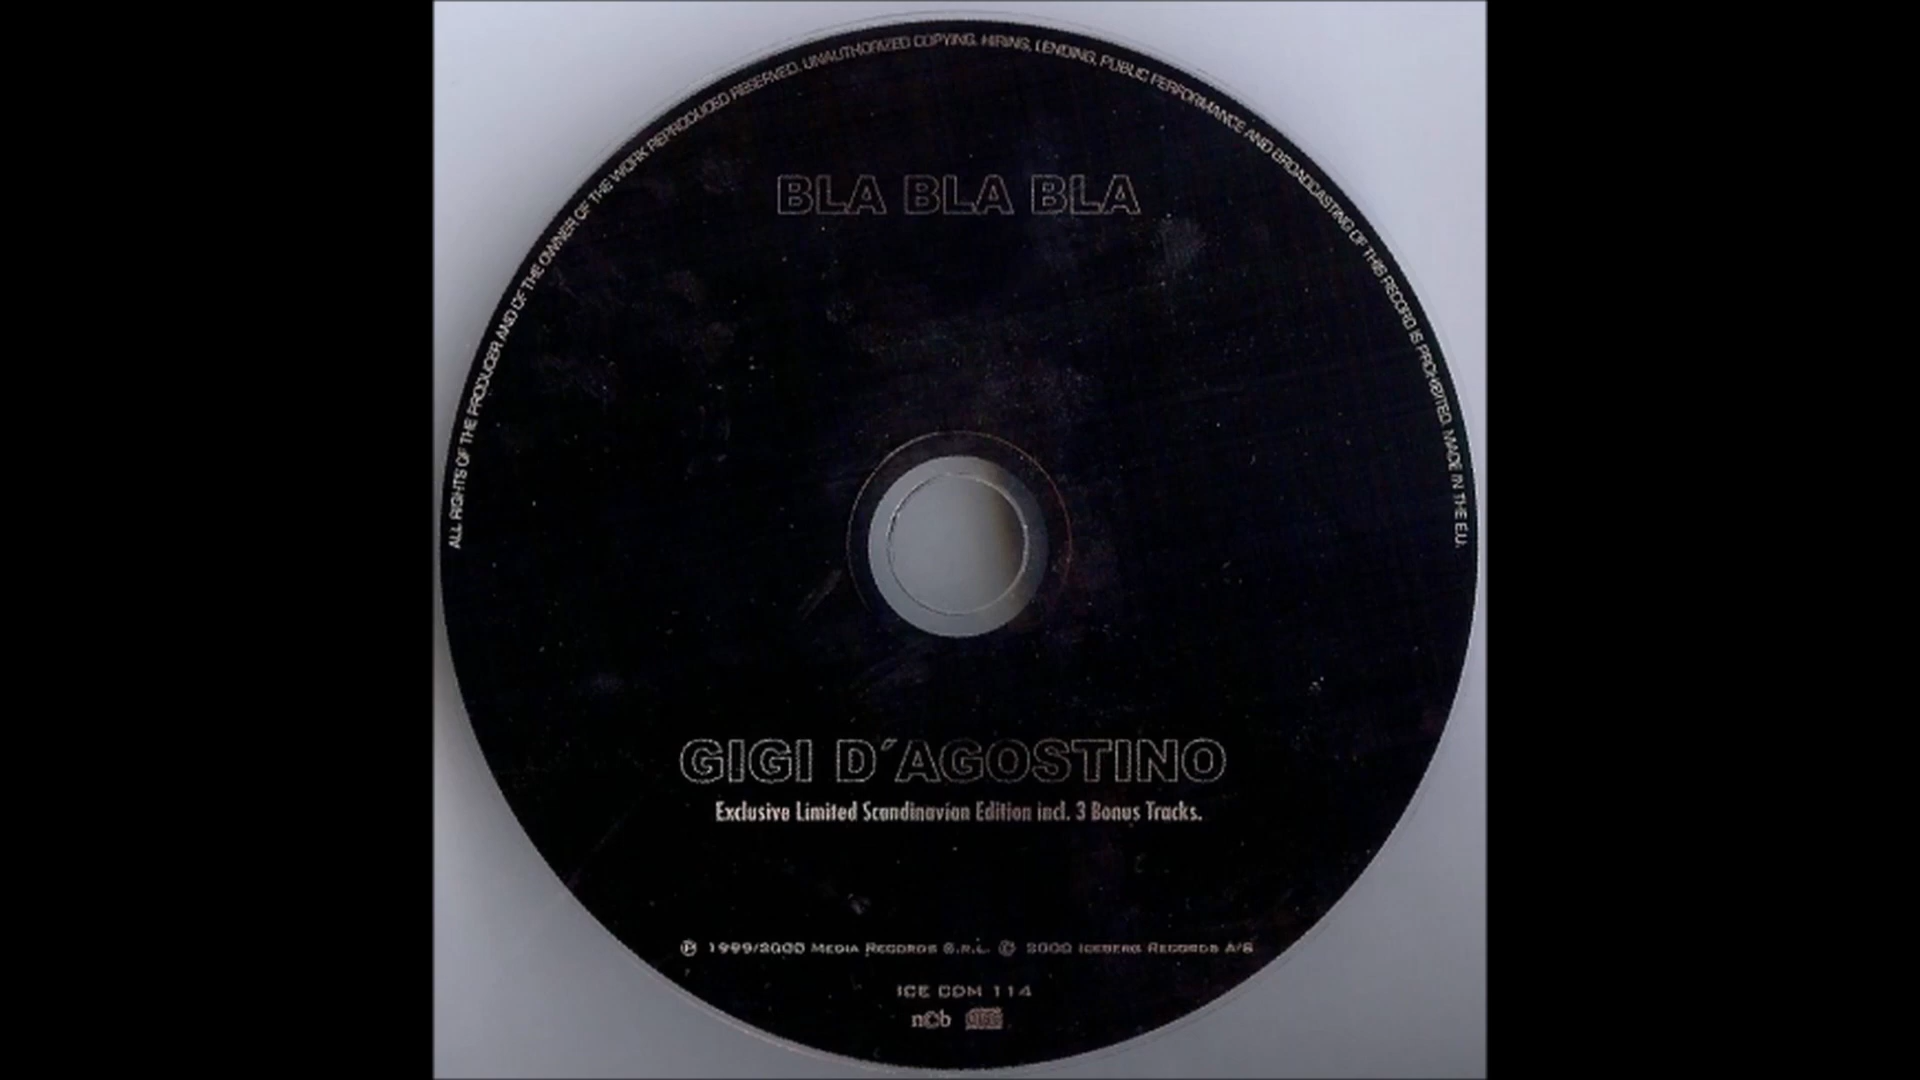 ALL RIGHTS OF THE PRODUCER AND OF THE OWNER OF THE WORK REPRODUCED RESERVED. UNAUTHORIZED COPYING, HIRING, LENDING, PUBLIC PERFORMANCE AND BROADCASTING OF THIS RECORD IS PROHIBITED. MADE IN THE E.U.
BLA BLA BLA
GIGI D´AGOSTINO
Exclusive Limited Scandinavian Edition incl. 3 Bonus Tracks.
℗ 1999/2000 MEDIA RECORDS S.R.L. © 2000 ICEBERG RECORDS A/S
ICE CDM 114
ncb